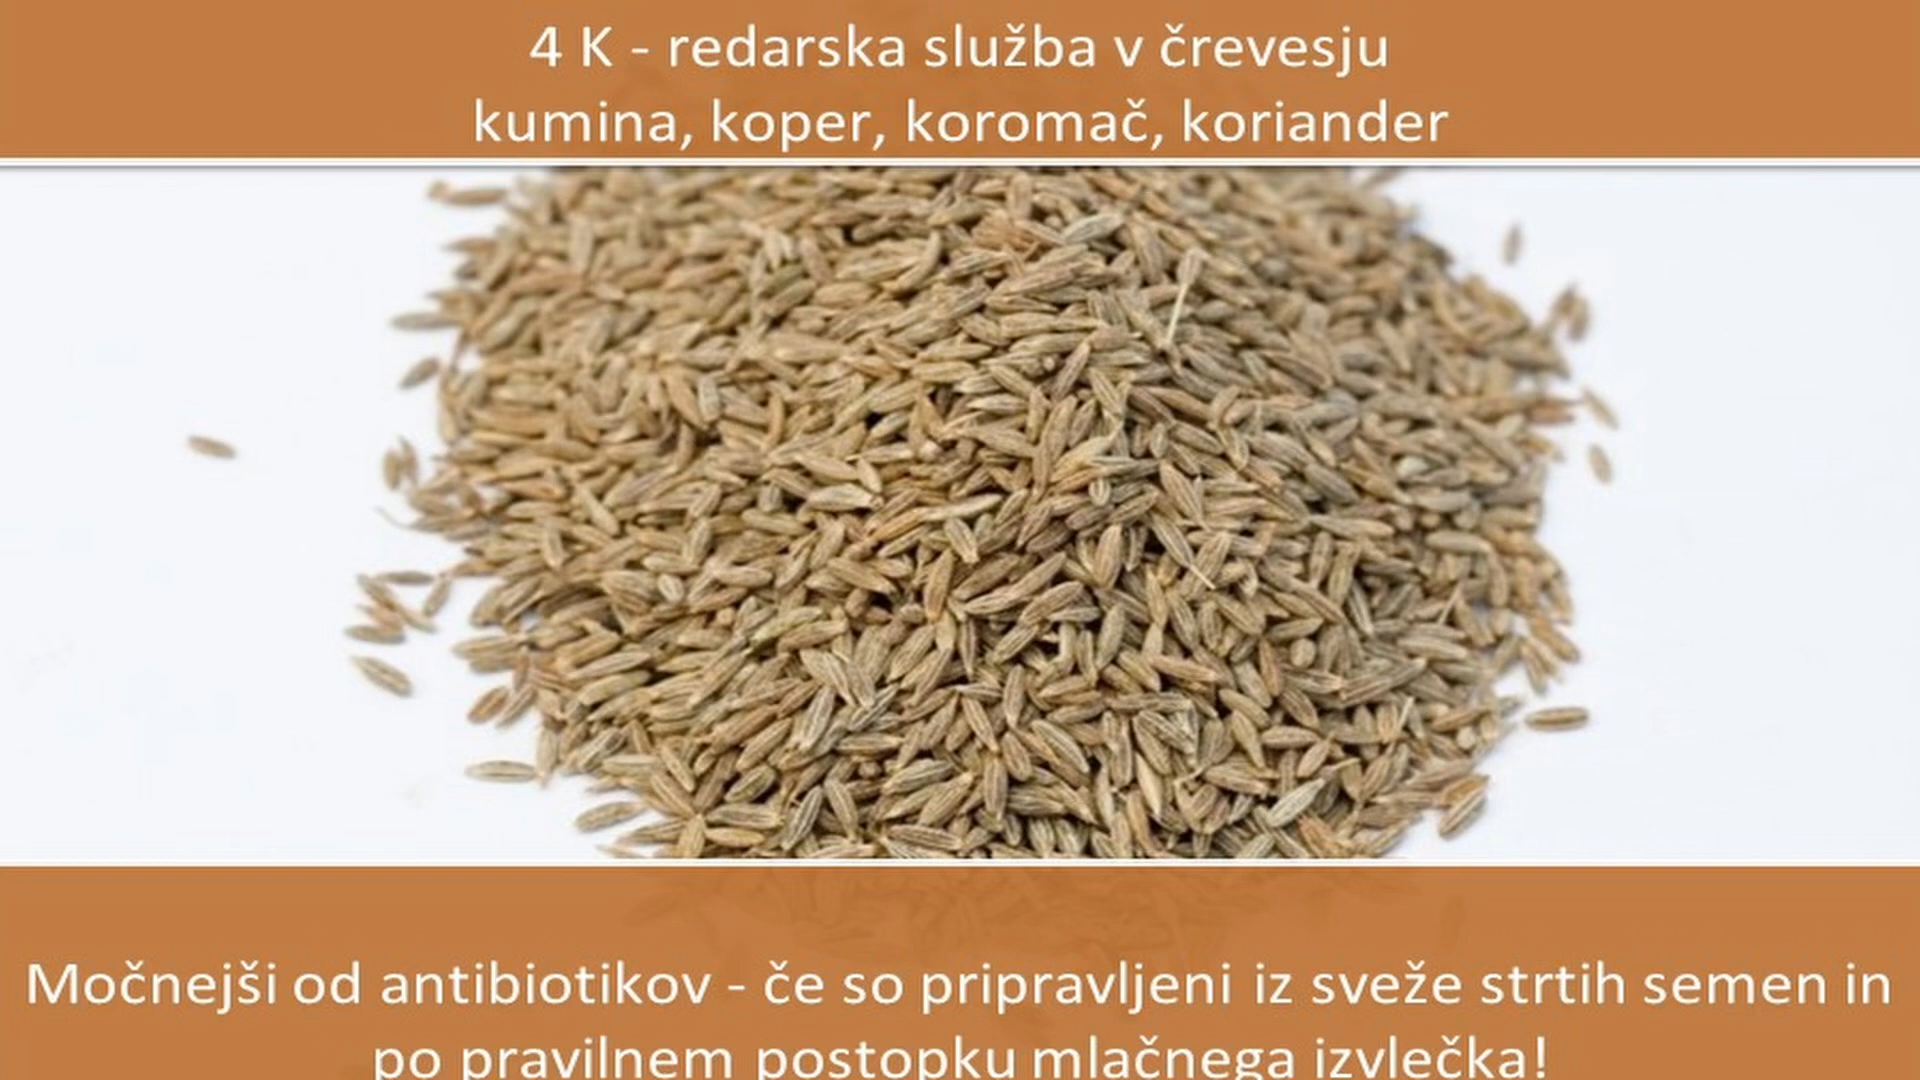 4 K - redarska služba v črevesju
kumina, koper, koromač, koriander
Močnejši od antibiotikov - če so pripravljeni iz sveže strtih semen in
po pravilnem postopku mlačnega izvlečka!